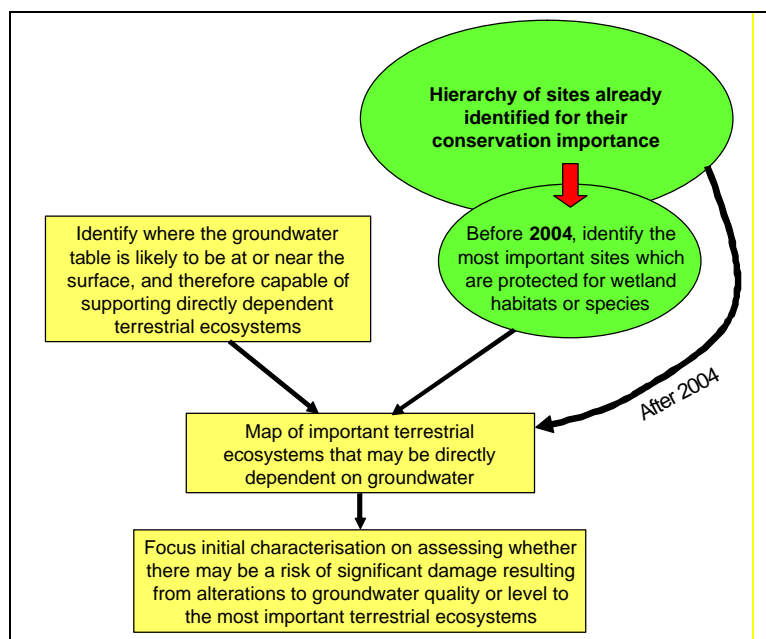 Hierarchy of sites already
identified for their
conservation importance
Identify where the groundwater
table is likely to be at or near the
surface, and therefore capable of
supporting directly dependent
terrestrial ecosystems
Before 2004, identify the
most important sites which
are protected for wetland
habitats or species
After 2004
Map of important terrestrial
ecosystems that may be directly
dependent on groundwater
Focus initial characterisation on assessing whether
there may be a risk of significant damage resulting
from alterations to groundwater quality or level to
the most important terrestrial ecosystems